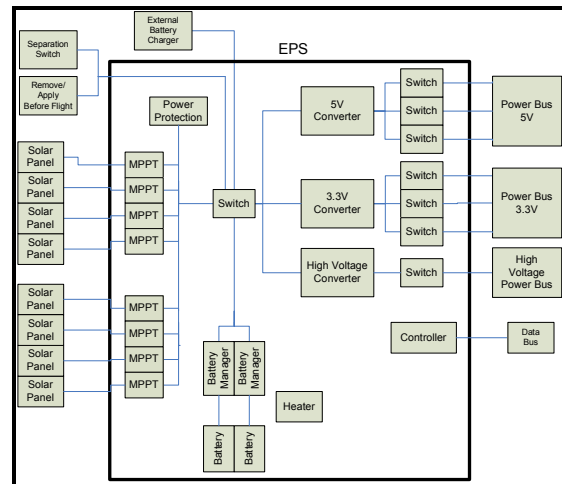 External
Battery
Charger
Separation
Switch
EPS
Remove/
Apply
Before Flight
Power
Protection
5V
Converter
Switch
Switch
Switch
Power Bus
5V
Solar
Panel
Solar
Panel
Solar
Panel
Solar
Panel
MPPT
MPPT
MPPT
MPPT
Switch
3.3V
Converter
Switch
Switch
Switch
Power Bus
3.3V
High Voltage
Converter
Switch
High
Voltage
Power Bus
Solar
Panel
Solar
Panel
Solar
Panel
Solar
Panel
MPPT
MPPT
MPPT
MPPT
Controller
Data
Bus
Battery
Manager
Battery
Manager
Heater
Battery
Battery